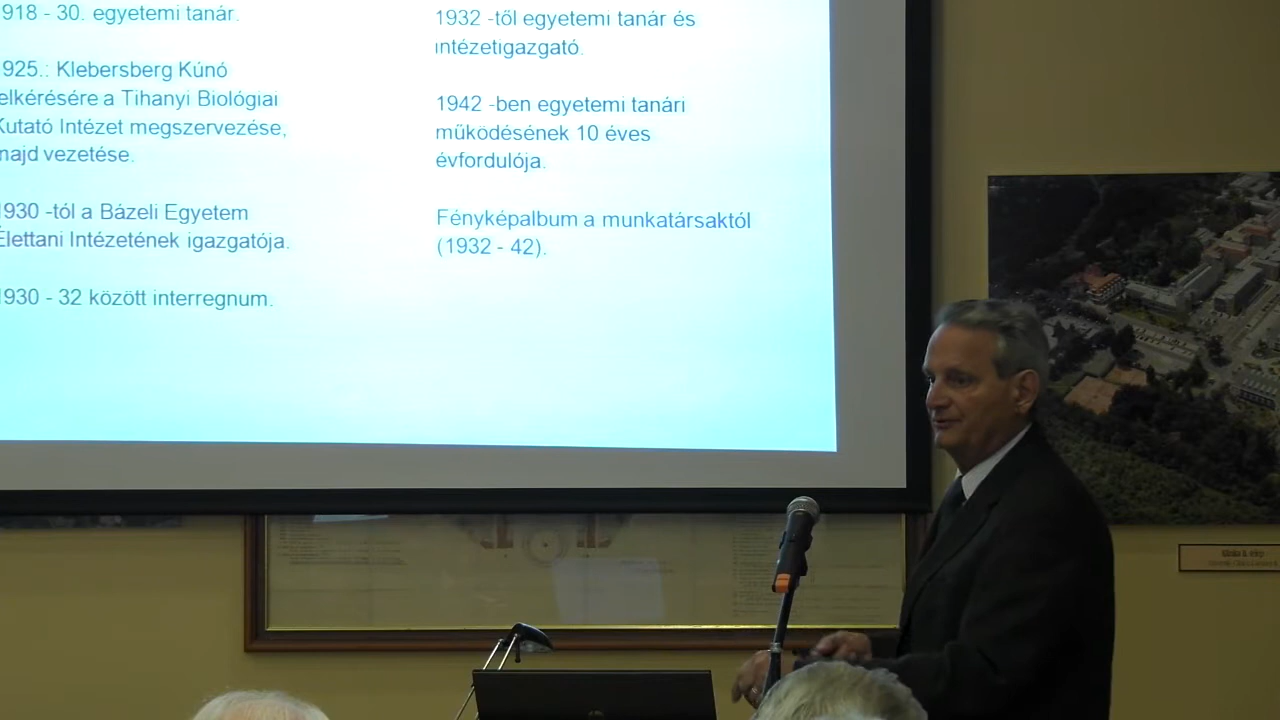 918 - 30. egyetemi tanár.
925.: Klebersberg Kúnó
elkérésére a Tihanyi Biológiai
Kutató Intézet megszervezése,
majd vezetése.
1930 -tól a Bázeli Egyetem
Élettani Intézetének igazgatója.
1930 - 32 között interregnum.
1932 -től egyetemi tanár és
intézetigazgató.
1942 -ben egyetemi tanári
működésének 10 éves
évfordulója.
Fényképalbum a munkatársaktól
(1932 - 42).